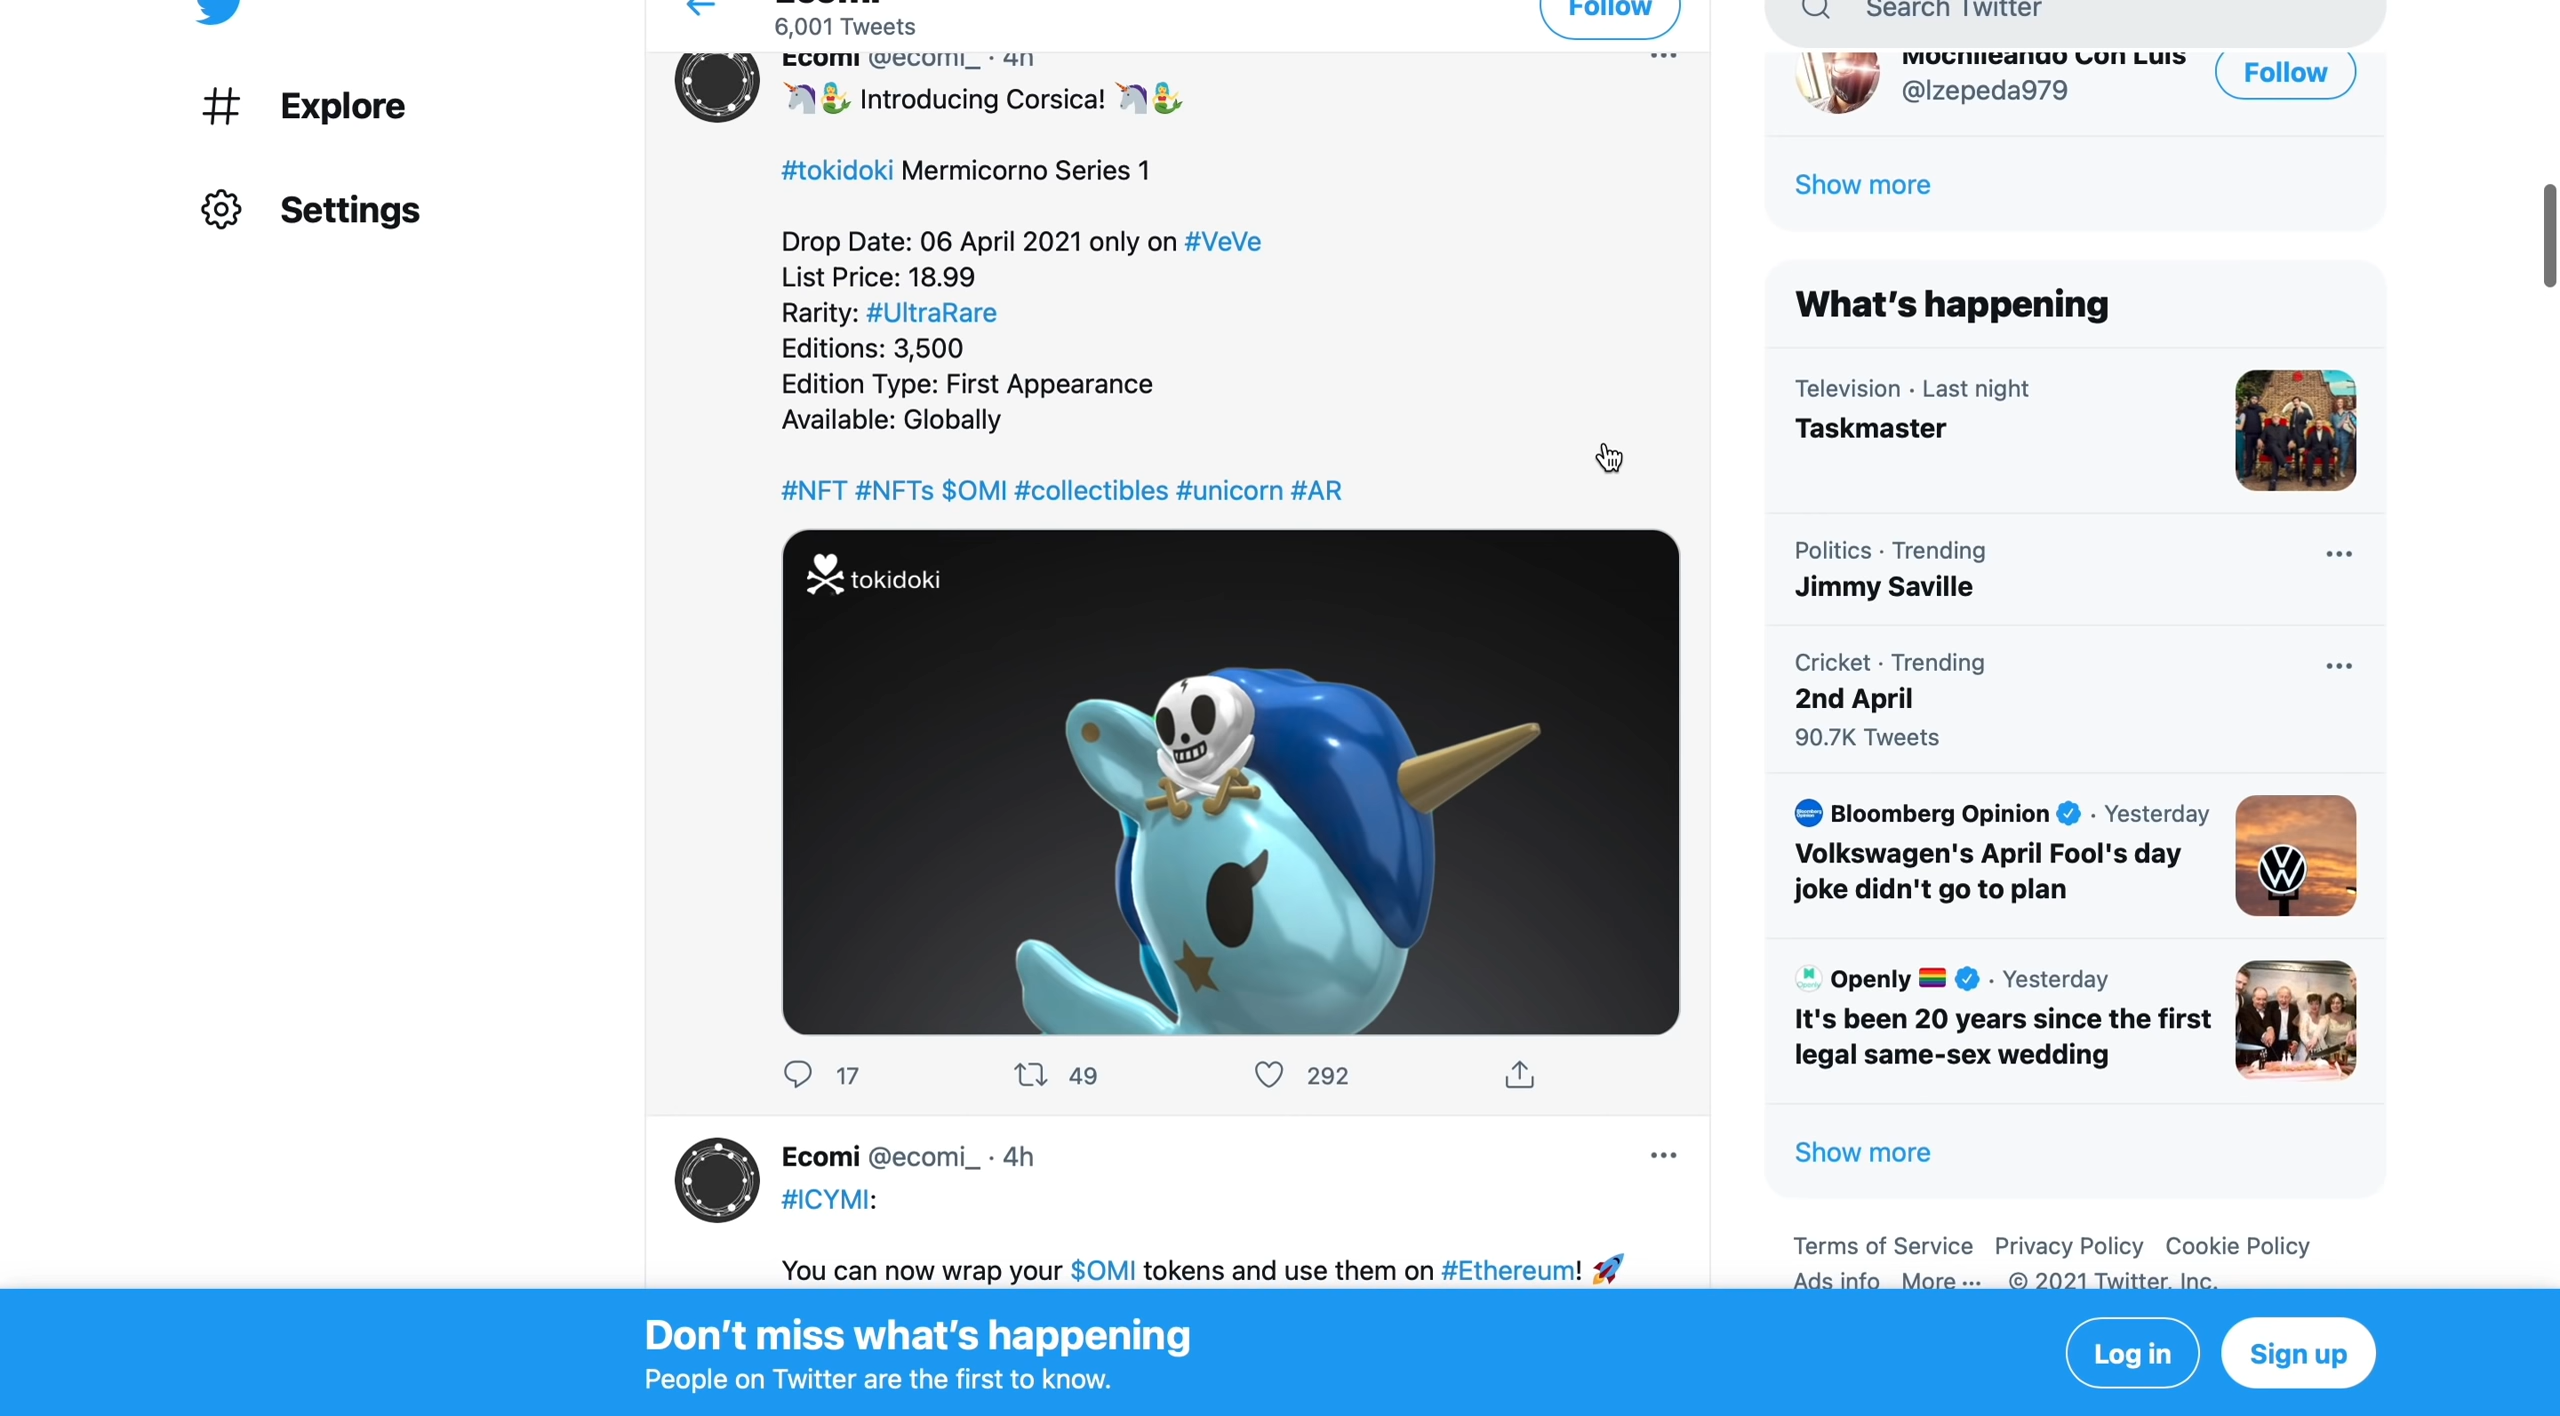 Ecomi
6,001 Tweets
Follow
Search Twitter
Explore
Settings
Ecomi @ecomi_ · 4h
🦄🧜‍♀️ Introducing Corsica! 🦄🧜‍♀️
#tokidoki Mermicorno Series 1
Drop Date: 06 April 2021 only on #VeVe
List Price: 18.99
Rarity: #UltraRare
Editions: 3,500
Edition Type: First Appearance
Available: Globally
#NFT #NFTs $OMI #collectibles #unicorn #AR
tokidoki
17 49 292
Ecomi @ecomi_ · 4h
#ICYMI:
You can now wrap your $OMI tokens and use them on #Ethereum! 🚀
Mochileando Con Luis
@lzepeda979
Follow
Show more
What's happening
Television · Last night
Taskmaster
Politics · Trending
Jimmy Saville
Cricket · Trending
2nd April
90.7K Tweets
Bloomberg Opinion · Yesterday
Volkswagen's April Fool's day
joke didn't go to plan
Openly 🏳️‍🌈 · Yesterday
It's been 20 years since the first
legal same-sex wedding
Show more
Terms of Service Privacy Policy Cookie Policy
Ads info More ··· © 2021 Twitter, Inc.
Don't miss what's happening
People on Twitter are the first to know.
Log in
Sign up